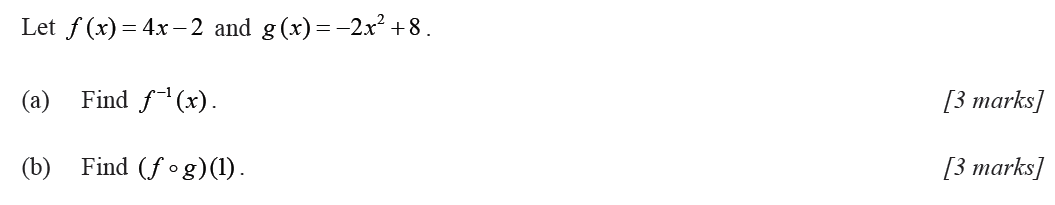 Let f(x) = 4x − 2 and g(x) = −2x² + 8.
(a) Find f⁻¹(x). [3 marks]
(b) Find (f ∘ g)(1). [3 marks]